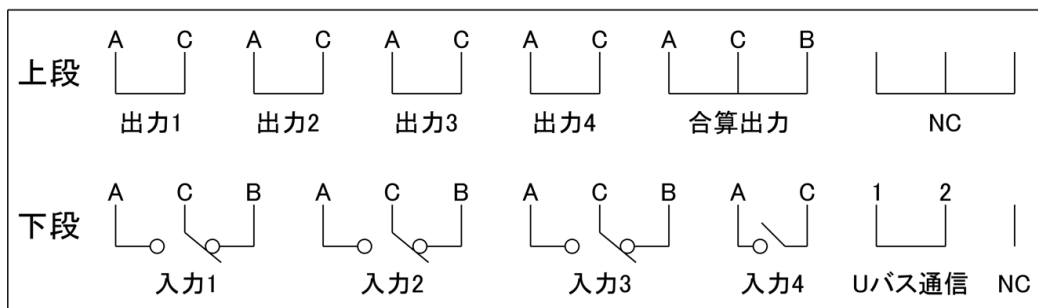 A C A C A C A C A C B
上段
出力1 出力2 出力3 出力4 合算出力 NC
A C B A C B A C B A C 1 2
下段
入力1 入力2 入力3 入力4 Uバス通信 NC